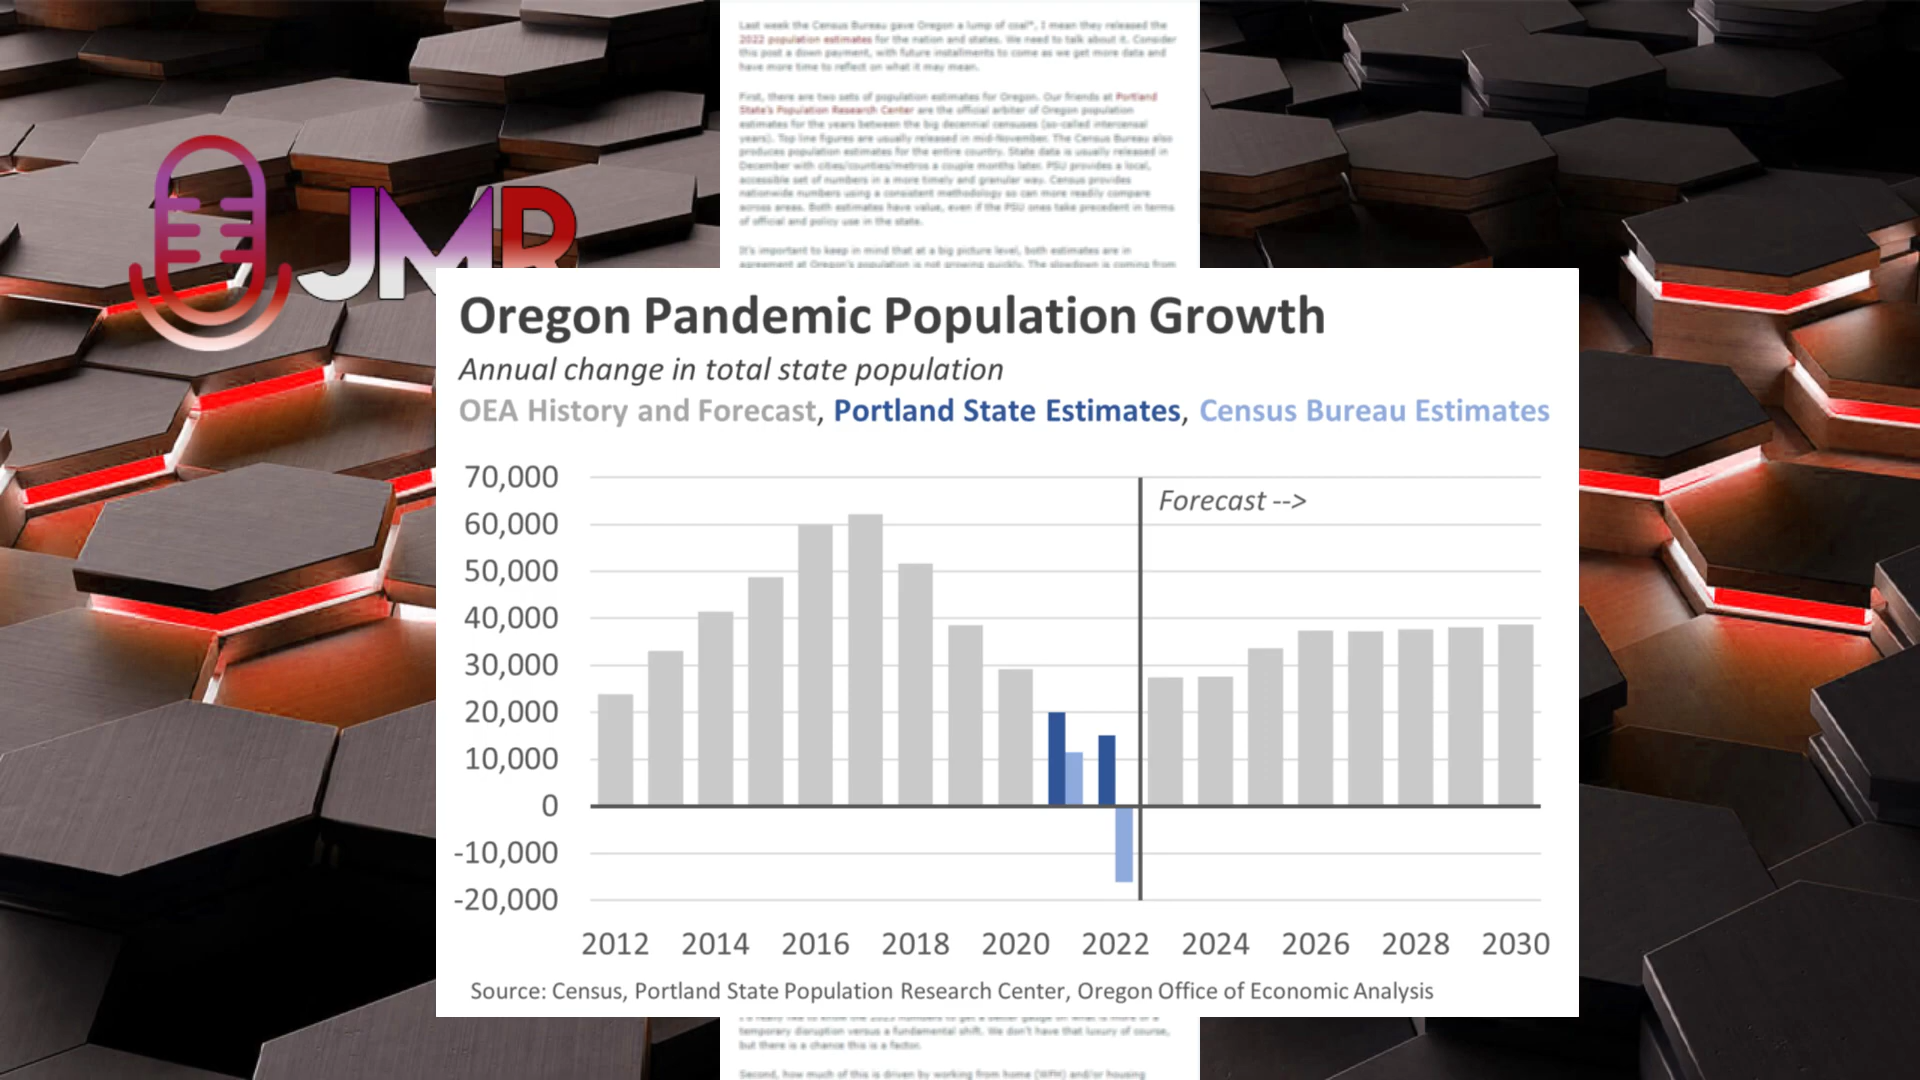 Last week the Census Bureau gave Oregon a lump of coal*, I mean they released the
2022 population estimates for the nation and states. We need to talk about it. Consider
this post a down payment, with future installments to come as we get more data and
have more time to reflect on what it may mean.
First, there are two sets of population estimates for Oregon. Our friends at Portland
State's Population Research Center are the official arbiter of Oregon population
estimates for the years between the big decennial censuses (so-called intercensal
years). Top line figures are usually released in mid-November. The Census Bureau also
produces population estimates for the entire country. State data is usually released in
December with cities/counties/metros a couple months later. PSU provides a local,
accessible set of numbers in a more timely and granular way. Census provides
nationwide numbers using a consistent methodology so can more readily compare
across areas. Both estimates have value, even if the PSU ones take precedent in terms
of official and policy use in the state.
It's important to keep in mind that at a big picture level, both estimates are in
agreement at Oregon's population is not growing quickly. The slowdown is coming from
JMR
Oregon Pandemic Population Growth
Annual change in total state population
OEA History and Forecast, Portland State Estimates, Census Bureau Estimates
70,000
Forecast -->
60,000
50,000
40,000
30,000
20,000
10,000
0
-10,000
-20,000
2012 2014 2016 2018 2020 2022 2024 2026 2028 2030
Source: Census, Portland State Population Research Center, Oregon Office of Economic Analysis
temporary disruption versus a fundamental shift. We don't have that luxury of course,
but there is a chance this is a factor.
Second, how much of this is driven by working from home (WFH) and/or housing